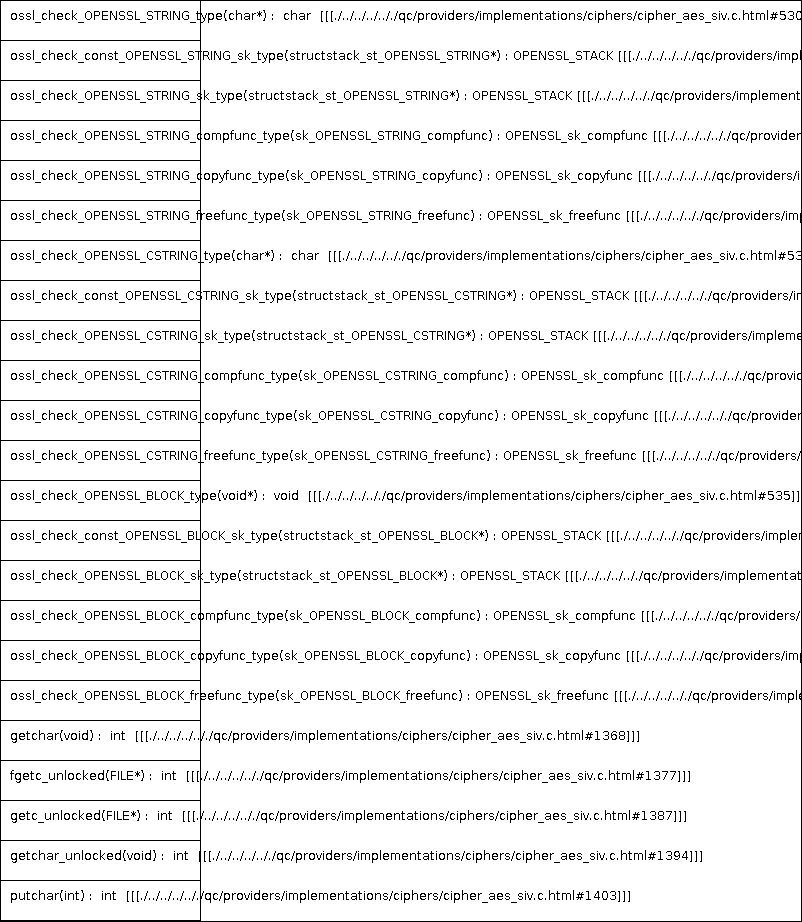 ossl_check_OPENSSL_STRING_type(char*) : char [[[./../../../../qc/providers/implementations/ciphers/cipher_aes_siv.c.html#530
ossl_check_const_OPENSSL_STRING_sk_type(structstack_st_OPENSSL_STRING*) : OPENSSL_STACK [[[./../../../../../qc/providers/impl
ossl_check_OPENSSL_STRING_sk_type(structstack_st_OPENSSL_STRING*) : OPENSSL_STACK [[[./../../../../../qc/providers/implement
ossl_check_OPENSSL_STRING_compfunc_type(sk_OPENSSL_STRING_compfunc) : OPENSSL_sk_compfunc [[[./../../../../../qc/provider
ossl_check_OPENSSL_STRING_copyfunc_type(sk_OPENSSL_STRING_copyfunc) : OPENSSL_sk_copyfunc [[[./../../../../../qc/providers/i
ossl_check_OPENSSL_STRING_freefunc_type(sk_OPENSSL_STRING_freefunc) : OPENSSL_sk_freefunc [[[./../../../../../qc/providers/imp
ossl_check_OPENSSL_CSTRING_type(char*) : char [[[./../../../../../qc/providers/implementations/ciphers/cipher_aes_siv.c.html#53
ossl_check_const_OPENSSL_CSTRING_sk_type(structstack_st_OPENSSL_CSTRING*) : OPENSSL_STACK [[[./../../../../../qc/providers/in
ossl_check_OPENSSL_CSTRING_sk_type(structstack_st_OPENSSL_CSTRING*) : OPENSSL_STACK [[[./../../../../../qc/providers/impleme
ossl_check_OPENSSL_CSTRING_compfunc_type(sk_OPENSSL_CSTRING_compfunc) : OPENSSL_sk_compfunc [[[./../../../../../qc/provid
ossl_check_OPENSSL_CSTRING_copyfunc_type(sk_OPENSSL_CSTRING_copyfunc) : OPENSSL_sk_copyfunc [[[./../../../../../qc/provider
ossl_check_OPENSSL_CSTRING_freefunc_type(sk_OPENSSL_CSTRING_freefunc) : OPENSSL_sk_freefunc [[[./../../../../../qc/providers/
ossl_check_OPENSSL_BLOCK_type(void*) : void [[[./../../../../../qc/providers/implementations/ciphers/cipher_aes_siv.c.html#535]]
ossl_check_const_OPENSSL_BLOCK_sk_type(structstack_st_OPENSSL_BLOCK*) : OPENSSL_STACK [[[./../../../../../qc/providers/implen
ossl_check_OPENSSL_BLOCK_sk_type(structstack_st_OPENSSL_BLOCK*) : OPENSSL_STACK [[[./../../../../../qc/providers/implementat
ossl_check_OPENSSL_BLOCK_compfunc_type(sk_OPENSSL_BLOCK_compfunc) : OPENSSL_sk_compfunc [[[./../../../../../qc/providers/
ossl_check_OPENSSL_BLOCK_copyfunc_type(sk_OPENSSL_BLOCK_copyfunc) : OPENSSL_sk_copyfunc [[[./../../../../../qc/providers/imp
ossl_check_OPENSSL_BLOCK_freefunc_type(sk_OPENSSL_BLOCK_freefunc) : OPENSSL_sk_freefunc [[[./../../../../../qc/providers/imple
getchar(void) : int [[[./../../../../../qc/providers/implementations/ciphers/cipher_aes_siv.c.html#1368]]]
fgetc_unlocked(FILE*) : int [[[./../../../../../qc/providers/implementations/ciphers/cipher_aes_siv.c.html#1377]]]
getc_unlocked(FILE*) : int [[[./../../../../../qc/providers/implementations/ciphers/cipher_aes_siv.c.html#1387]]]
getchar_unlocked(void) : int [[[./../../../../../qc/providers/implementations/ciphers/cipher_aes_siv.c.html#1394]]]
putchar(int) : int [[[./../../../../../qc/providers/implementations/ciphers/cipher_aes_siv.c.html#1403]]]